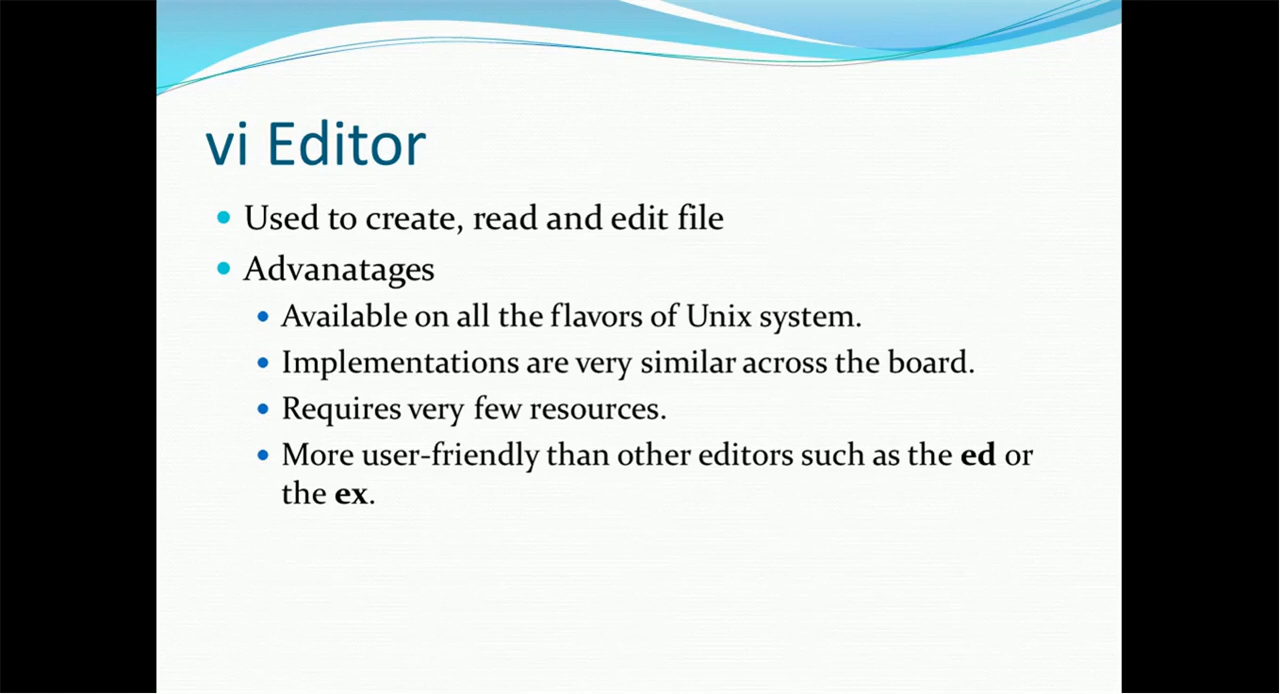 vi Editor
Used to create, read and edit file
Advanatages
Available on all the flavors of Unix system.
Implementations are very similar across the board.
Requires very few resources.
More user-friendly than other editors such as the ed or
the ex.